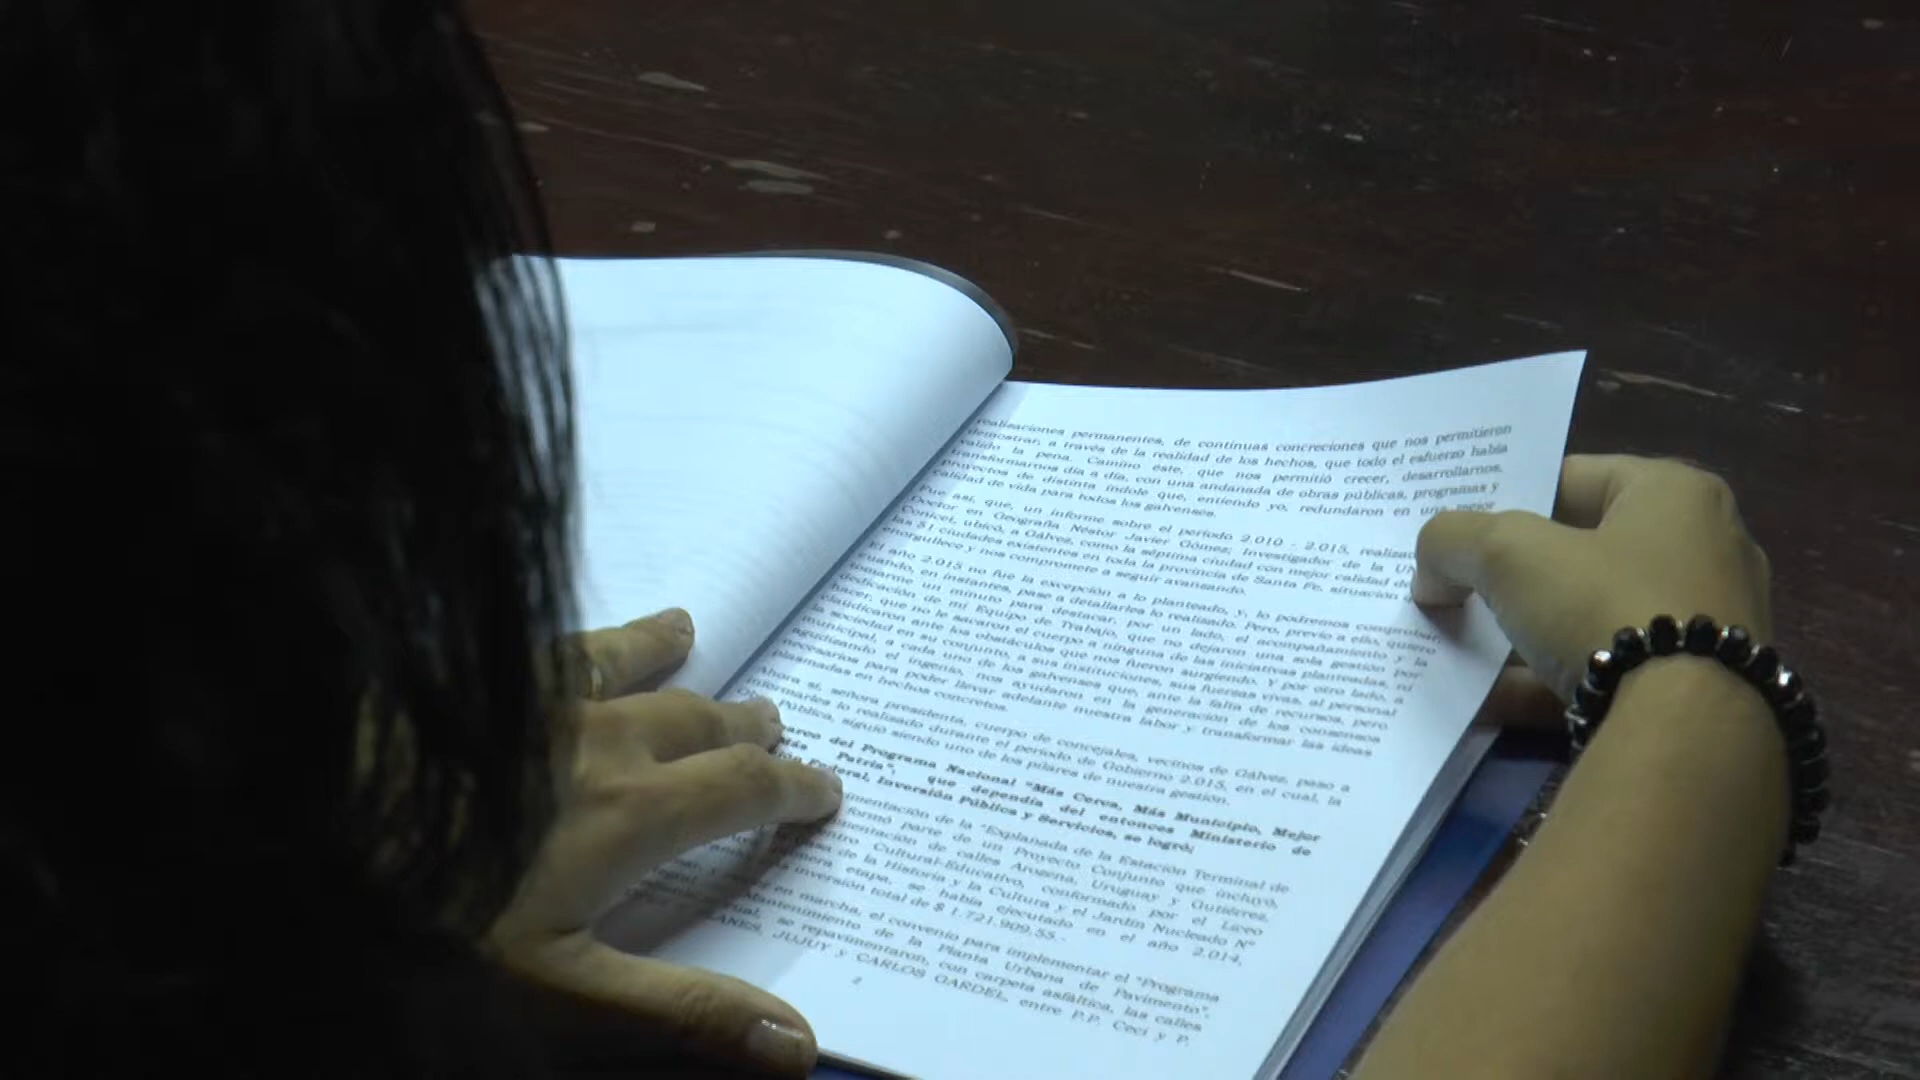 realizaciones permanentes, de continuas concreciones que nos permitieron
demostrar, a través de la realidad de los hechos, que todo el esfuerzo había
valido la pena. Camino éste, que nos permitió crecer, desarrollarnos,
transformarnos día a día, con una andanada de obras públicas, programas y
proyectos de distinta índole que, entiendo yo, redundaron en una mejor
calidad de vida para todos los galvenses.
Fue así, que, un informe sobre el período 2.010 - 2.015, realizado
Doctor en Geografía Néstor Javier Gómez; Investigador de la
Conicet, ubicó, a Gálvez, como la séptima ciudad con mejor calidad de
las 51 ciudades existentes en toda la provincia de Santa Fe, situación
enorgullece y nos compromete a seguir avanzando.
El año 2.015 no fue la excepción a lo planteado, y, lo podremos comprobar,
cuando, en instantes, pase a detallarles lo realizado. Pero, previo a ello, quiero
tomarme un minuto para destacar, por un lado, el acompañamiento y la
dedicación de mi Equipo de Trabajo, que no dejaron una sola gestión por
hacer, que no le sacaron el cuerpo a ninguna de las iniciativas planteadas, ni
claudicaron ante los obstáculos que nos fueron surgiendo. Y por otro lado, a
la sociedad en su conjunto, a sus instituciones, sus fuerzas vivas, al personal
municipal, a cada uno de los galvenses que, ante la falta de recursos, pero
agudizando el ingenio, nos ayudaron en la generación de los consensos
necesarios para poder llevar adelante nuestra labor y transformar las ideas
plasmadas en hechos concretos.
Ahora sí, señora presidenta, cuerpo de concejales, vecinos de Gálvez, paso a
informarles lo realizado durante el período de Gobierno 2.015, en el cual, la
Pública, siguió siendo uno de los pilares de nuestra gestión.
del Programa Nacional "Más Cerca, Más Municipio, Mejor
Más Patria", que dependía del entonces Ministerio de
Federal, Inversión Pública y Servicios, se logró;
de la "Explanada de la Estación Terminal de
formó parte de un Proyecto Conjunto que incluyó,
de calles Arozena, Uruguay y Gutiérrez,
Cultural-Educativo, conformado por el Liceo
de la Historia y la Cultura y el Jardín Nucleado Nº
etapa, se había ejecutado en el año 2.014,
inversión total de $ 1.721.909,55.-
en marcha, el convenio para implementar el "Programa
Mantenimiento de la Planta Urbana de Pavimento",
se repavimentaron, con carpeta asfáltica, las calles
JUJUY y CARLOS GARDEL, entre P.P. Ceci y P.
2